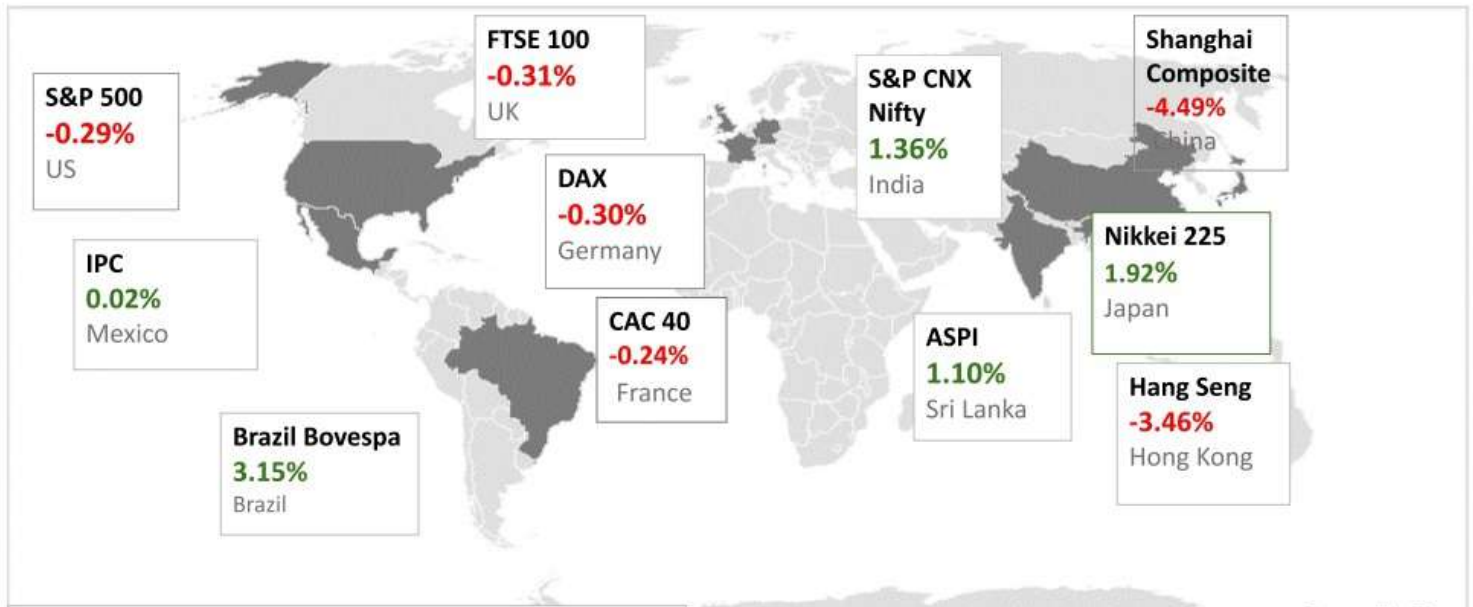 S&P 500
-0.29%
US
FTSE 100
-0.31%
UK
S&P CNX
Nifty
1.36%
India
Shanghai
Composite
-4.49%
China
DAX
-0.30%
Germany
IPC
0.02%
Mexico
Nikkei 225
1.92%
Japan
CAC 40
-0.24%
France
ASPI
1.10%
Sri Lanka
Hang Seng
-3.46%
Hong Kong
Brazil Bovespa
3.15%
Brazil